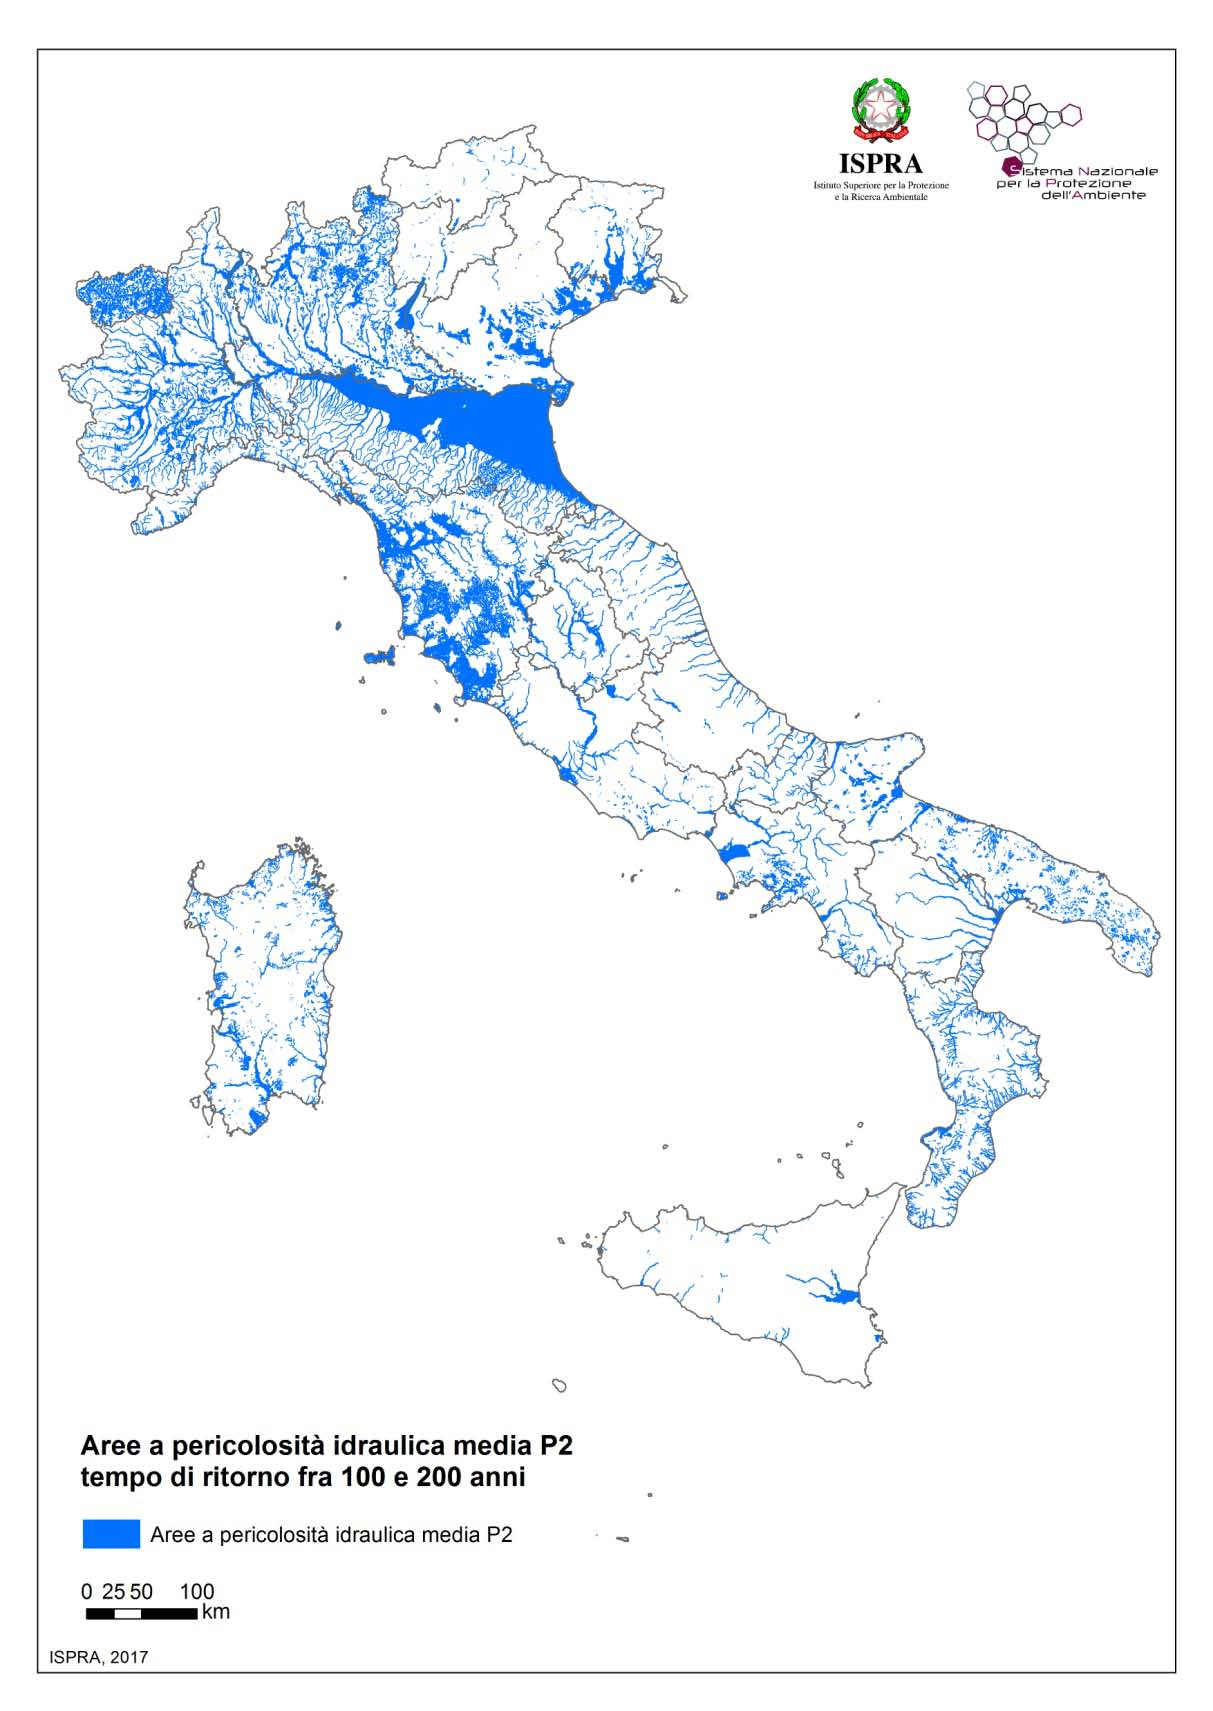 ISPRA
Istituto Superiore per la Protezione
e la Ricerca Ambientale
Sistema Nazionale
per la Protezione
dell'Ambiente
Aree a pericolosità idraulica media P2
tempo di ritorno fra 100 e 200 anni
Aree a pericolosità idraulica media P2
0 25 50 100
km
ISPRA, 2017